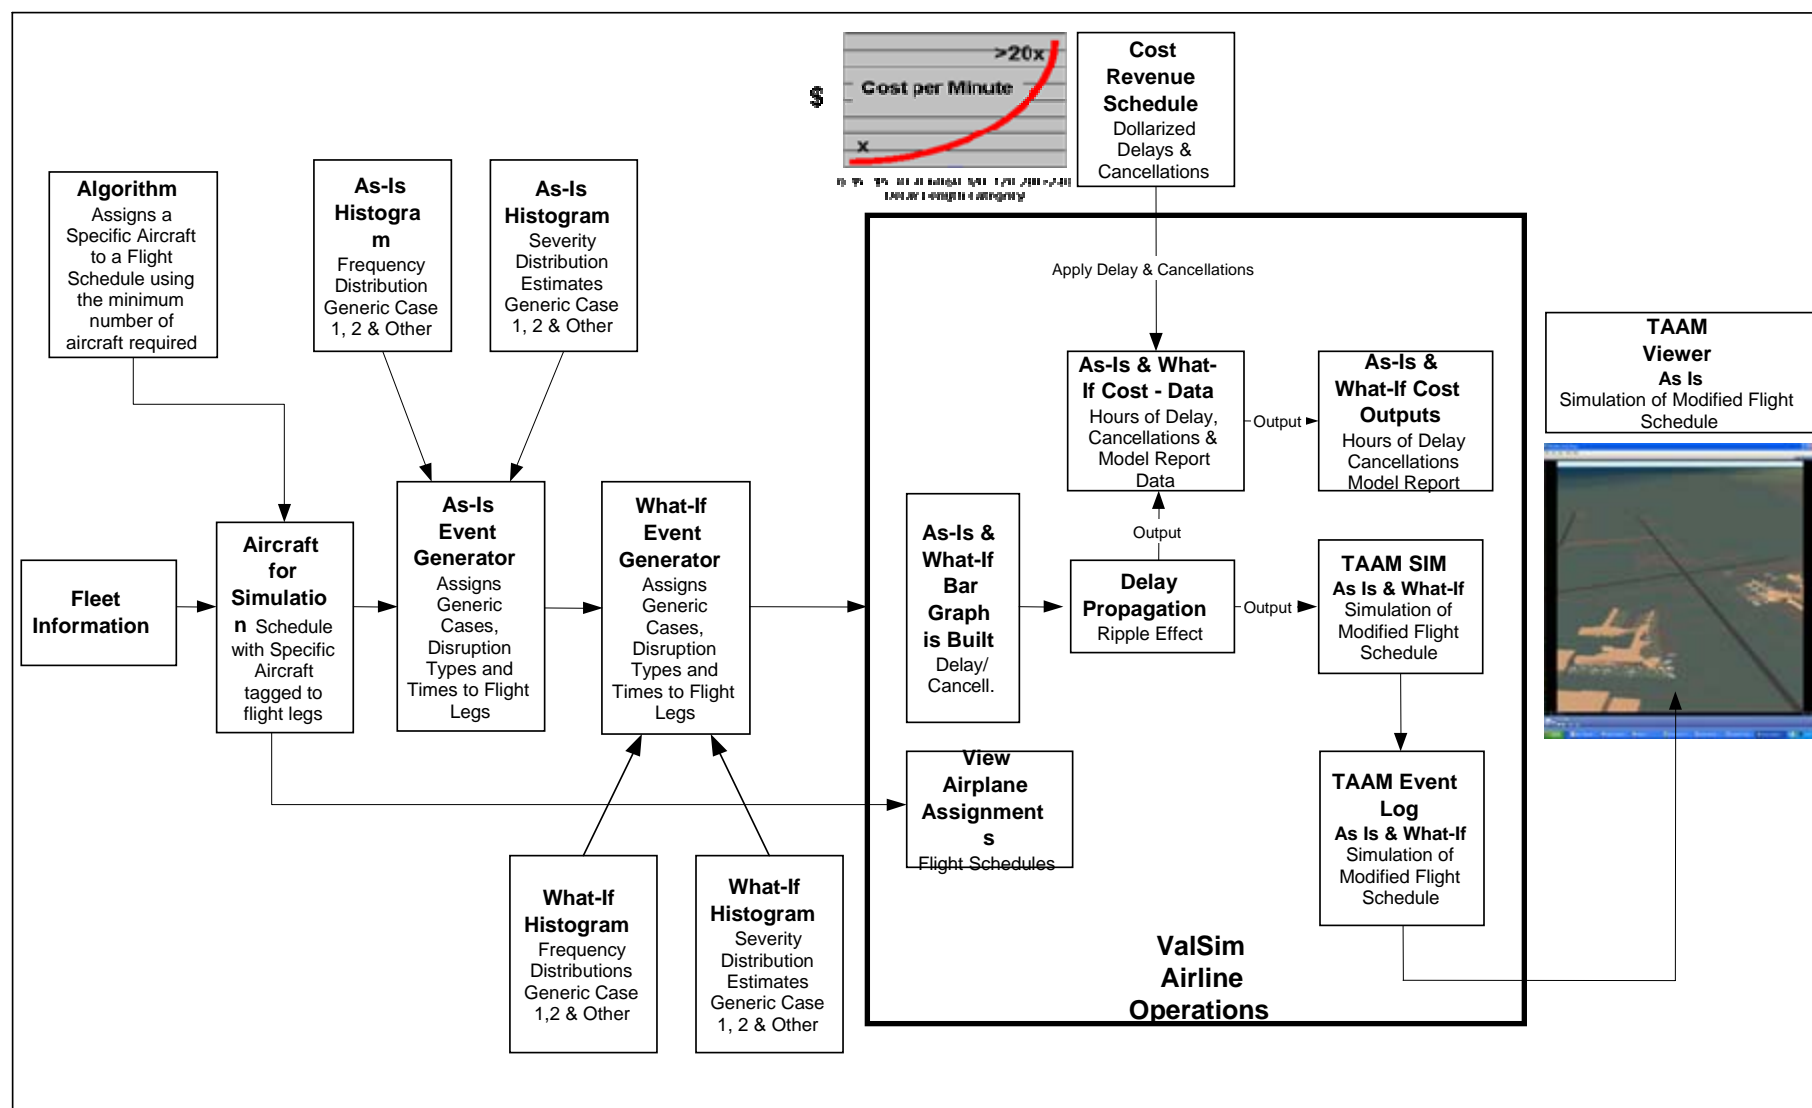 $
>20x
Cost per Minute
x
Cost
Revenue
Schedule
Dollarized
Delays &
Cancellations
Algorithm
Assigns a
Specific Aircraft
to a Flight
Schedule using
the minimum
number of
aircraft required
As-Is
Histogra
m
Frequency
Distribution
Generic Case
1, 2 & Other
As-Is
Histogram
Severity
Distribution
Estimates
Generic Case
1, 2 & Other
Apply Delay & Cancellations
TAAM
Viewer
As Is
Simulation of Modified Flight
Schedule
As-Is & What-
If Cost - Data
Hours of Delay,
Cancellations &
Model Report
Data
Output
As-Is &
What-If Cost
Outputs
Hours of Delay
Cancellations
Model Report
Fleet
Information
Aircraft
for
Simulatio
n Schedule
with Specific
Aircraft
tagged to
flight legs
As-Is
Event
Generator
Assigns
Generic
Cases,
Disruption
Types and
Times to Flight
Legs
What-If
Event
Generator
Assigns
Generic
Cases,
Disruption
Types and
Times to Flight
Legs
As-Is &
What-If
Bar
Graph
is Built
Delay/
Cancell.
Output
Delay
Propagation
Ripple Effect
Output
TAAM SIM
As Is & What-If
Simulation of
Modified Flight
Schedule
View
Airplane
Assignment
s
Flight Schedules
TAAM Event
Log
As Is & What-If
Simulation of
Modified Flight
Schedule
What-If
Histogram
Frequency
Distributions
Generic Case
1,2 & Other
What-If
Histogram
Severity
Distribution
Estimates
Generic Case
1, 2 & Other
ValSim
Airline
Operations